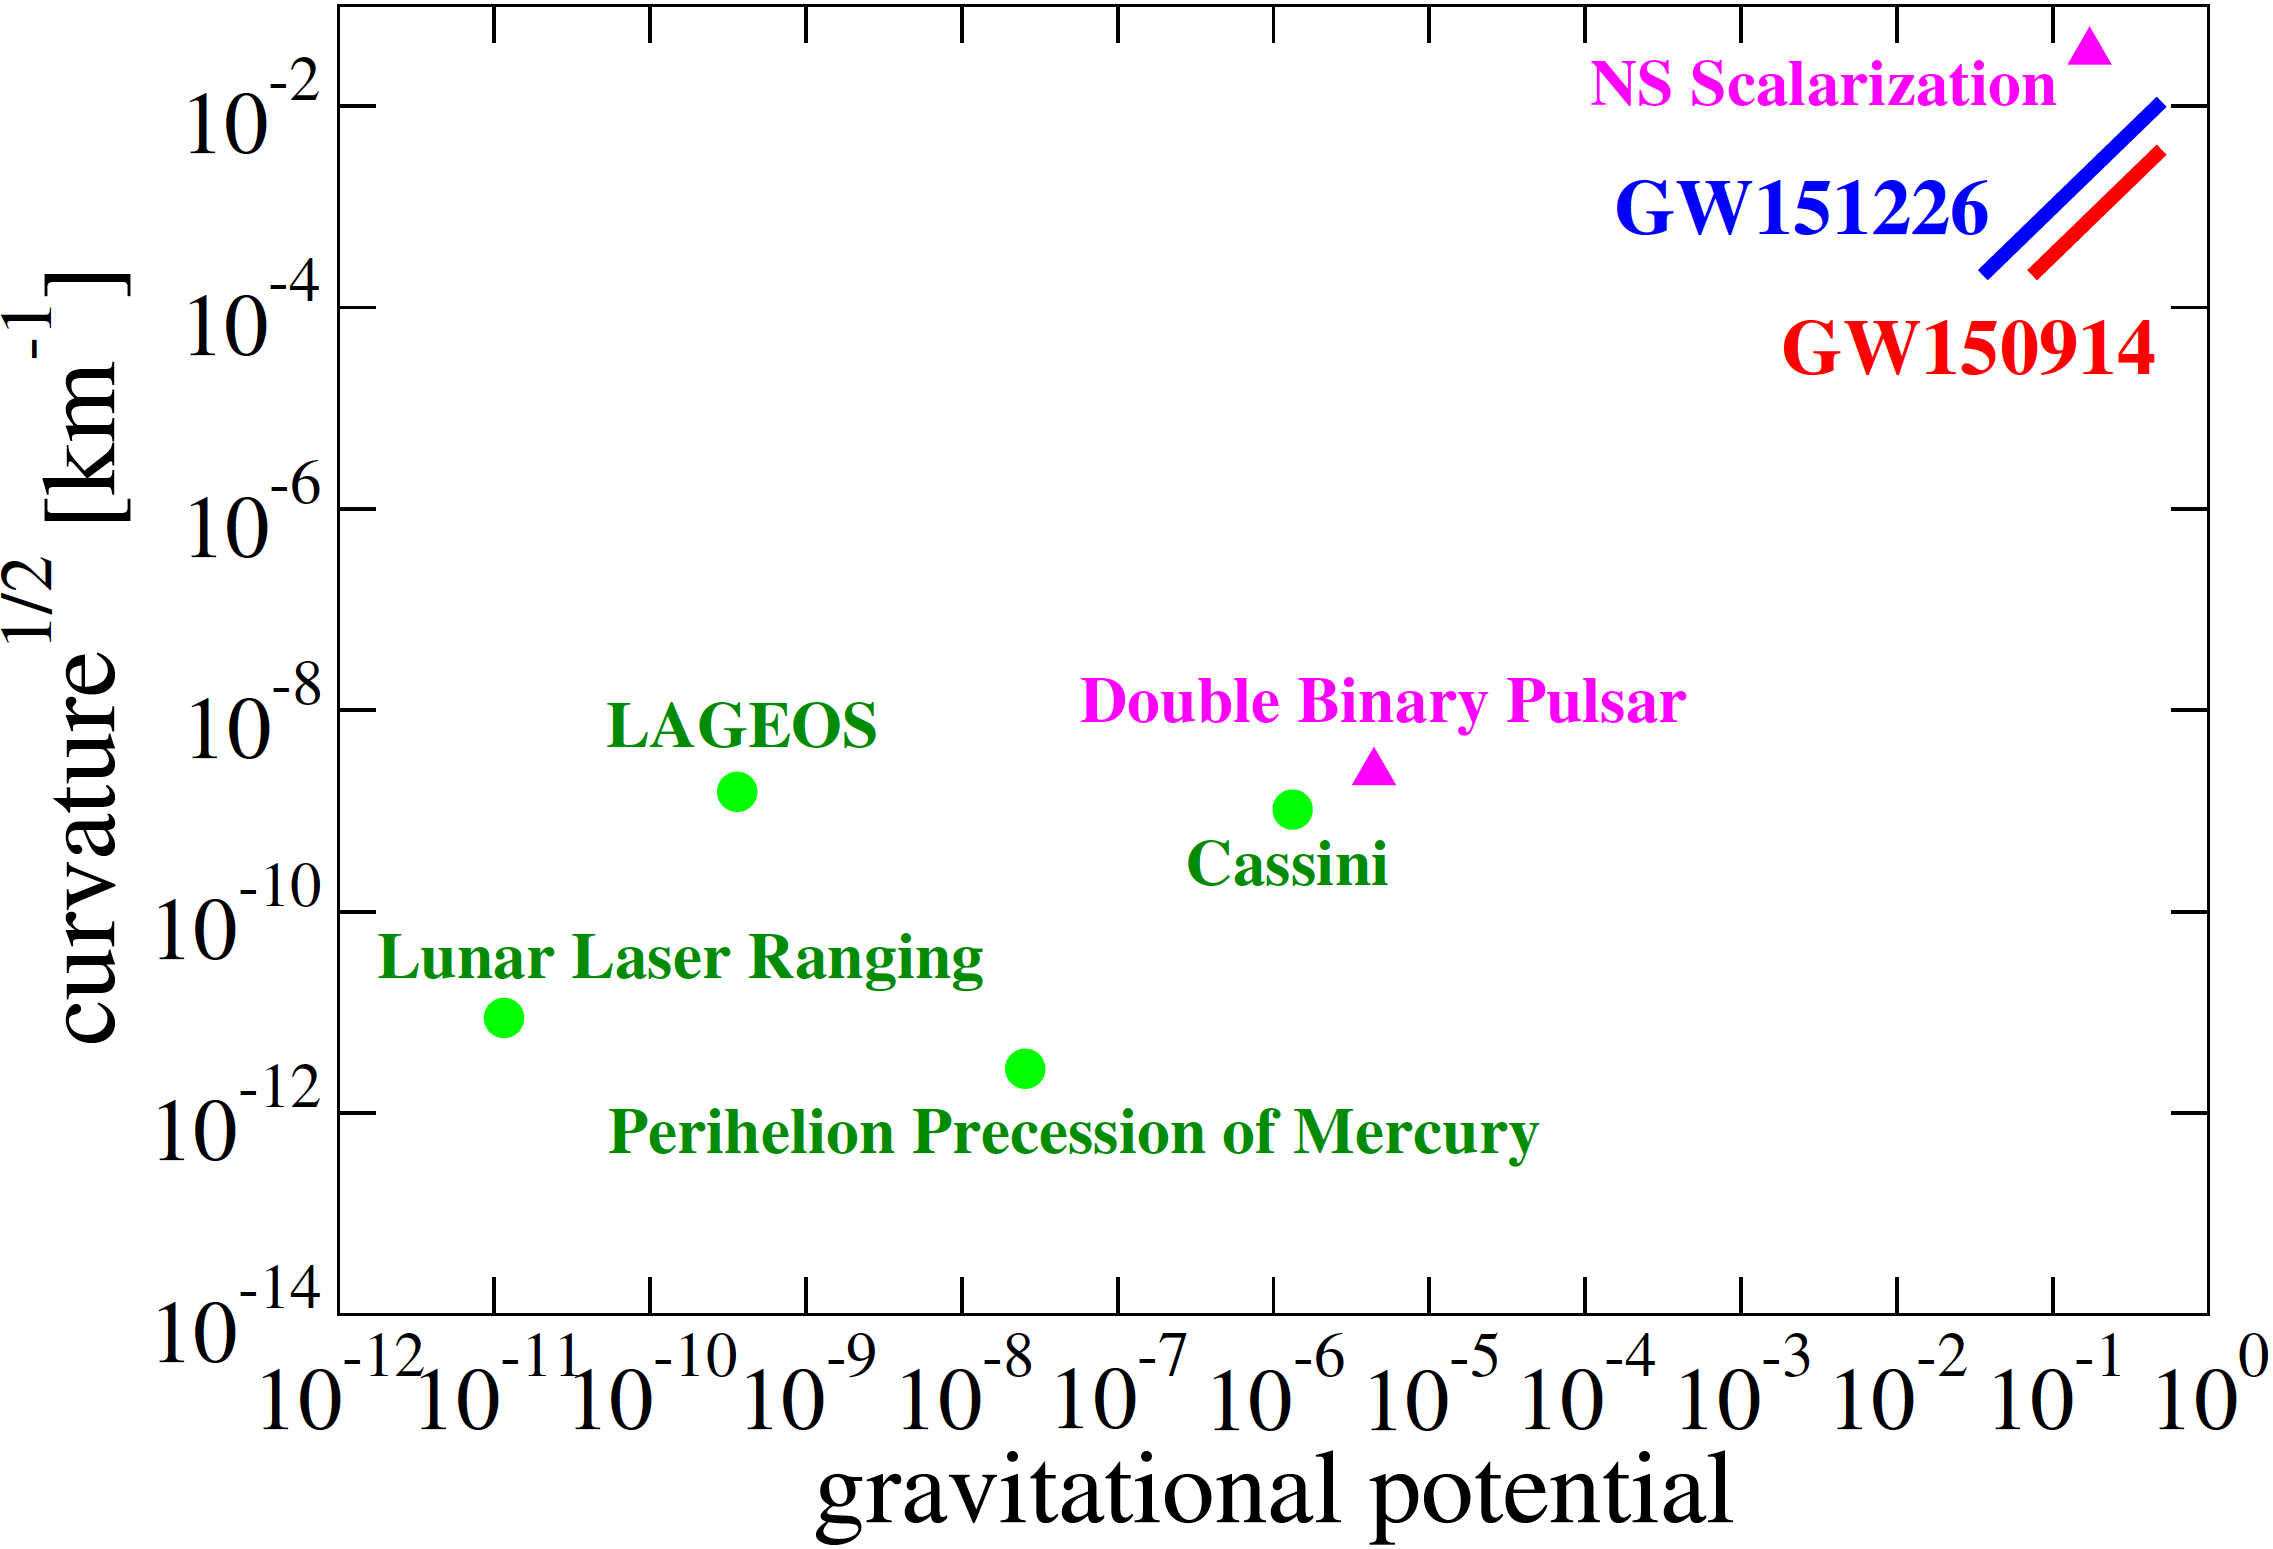 NS Scalarization
10^-2
GW151226
10^-4
GW150914
10^-6
curvature^1/2 [km^-1]
10^-8
Double Binary Pulsar
LAGEOS
Cassini
10^-10
Lunar Laser Ranging
10^-12
Perihelion Precession of Mercury
10^-14
10^-12 10^-11 10^-10 10^-9 10^-8 10^-7 10^-6 10^-5 10^-4 10^-3 10^-2 10^-1 10^0
gravitational potential